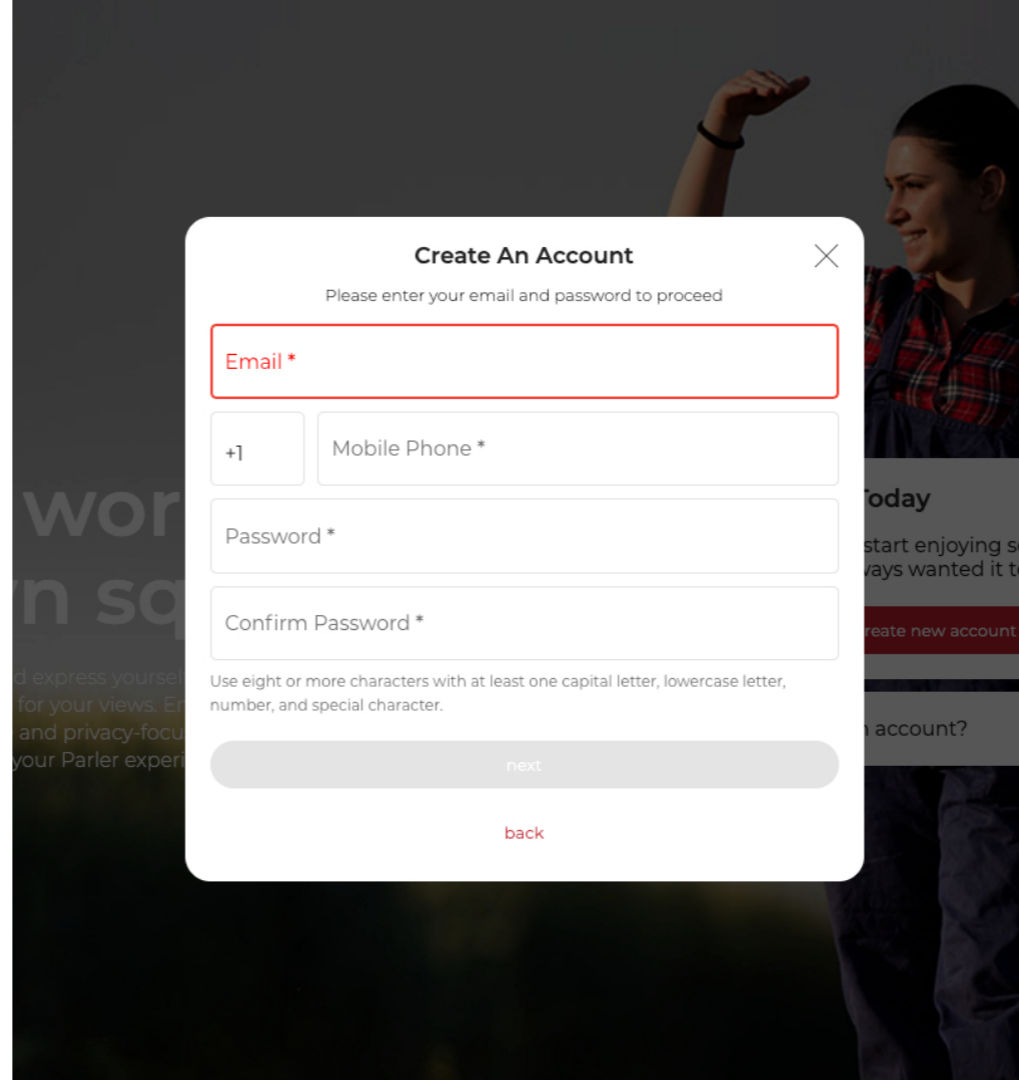 Create An Account
Please enter your email and password to proceed
Email *
+1
Mobile Phone *
Password *
Confirm Password *
Use eight or more characters with at least one capital letter, lowercase letter,
number, and special character.
next
back
wor
n sq
d express yoursel
for your views. En
and privacy-focu
your Parler experi
Today
start enjoying s
ways wanted it t
reate new account
account?